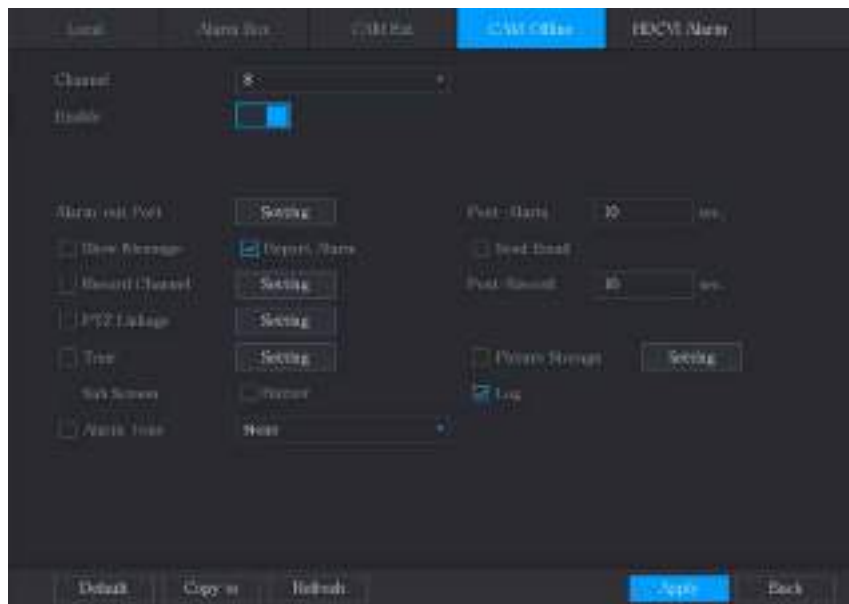 Local Alarm Box CAM Ext CAM Offline HDCVI Alarm
Channel 8
Enable
Alarm-out Port Setting Post-Alarm 10 sec.
Show Message Report Alarm Send Email
Record Channel Setting Post-Record 10 sec.
PTZ Linkage Setting
Tour Setting Picture Storage Setting
Sub Screen Buzzer Log
Alarm Tone None
Default Copy to Refresh Apply Back